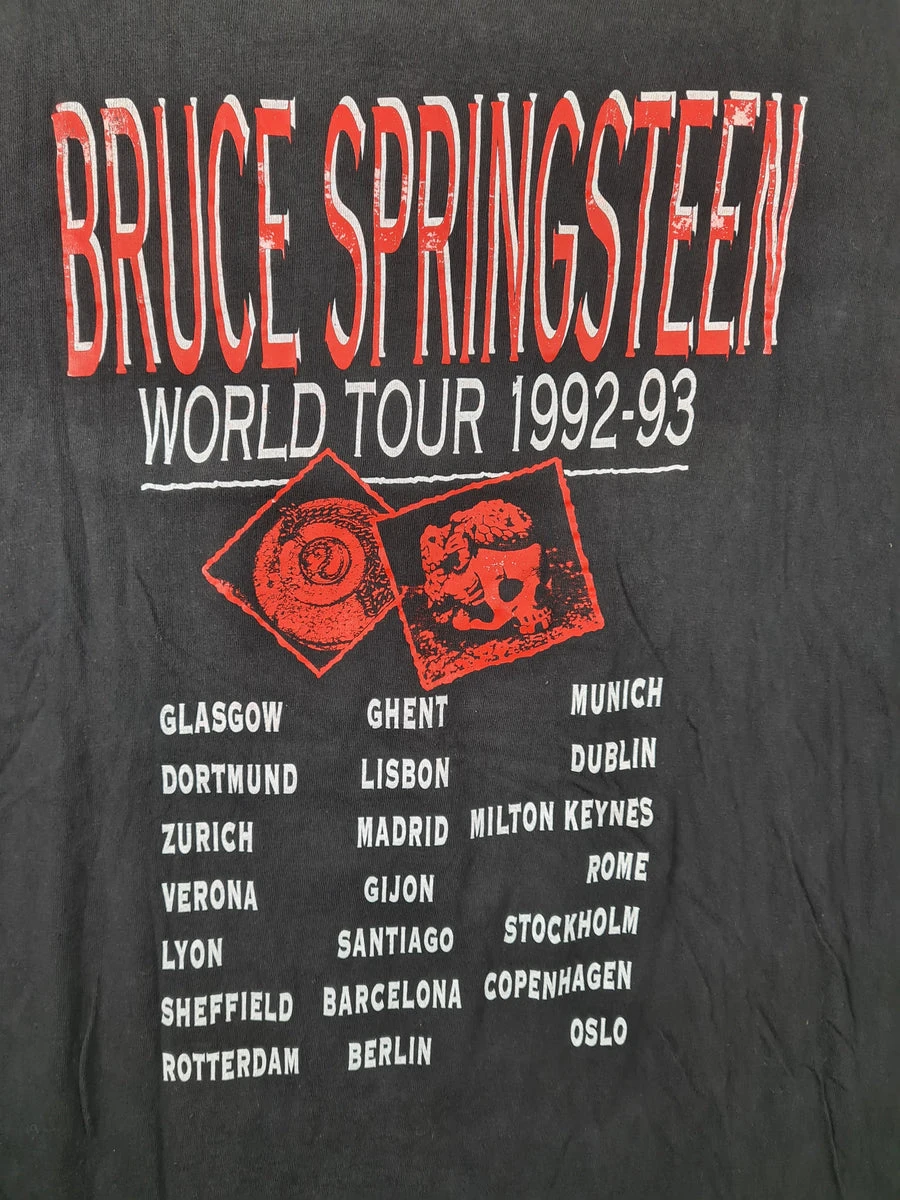 BRUCE SPRINGSTEEN
WORLD TOUR 1992-93
GLASGOW
DORTMUND
ZURICH
VERONA
LYON
SHEFFIELD
ROTTERDAM
GHENT
LISBON
MADRID
GIJON
SANTIAGO
BARCELONA
BERLIN
MUNICH
DUBLIN
MILTON KEYNES
ROME
STOCKHOLM
COPENHAGEN
OSLO